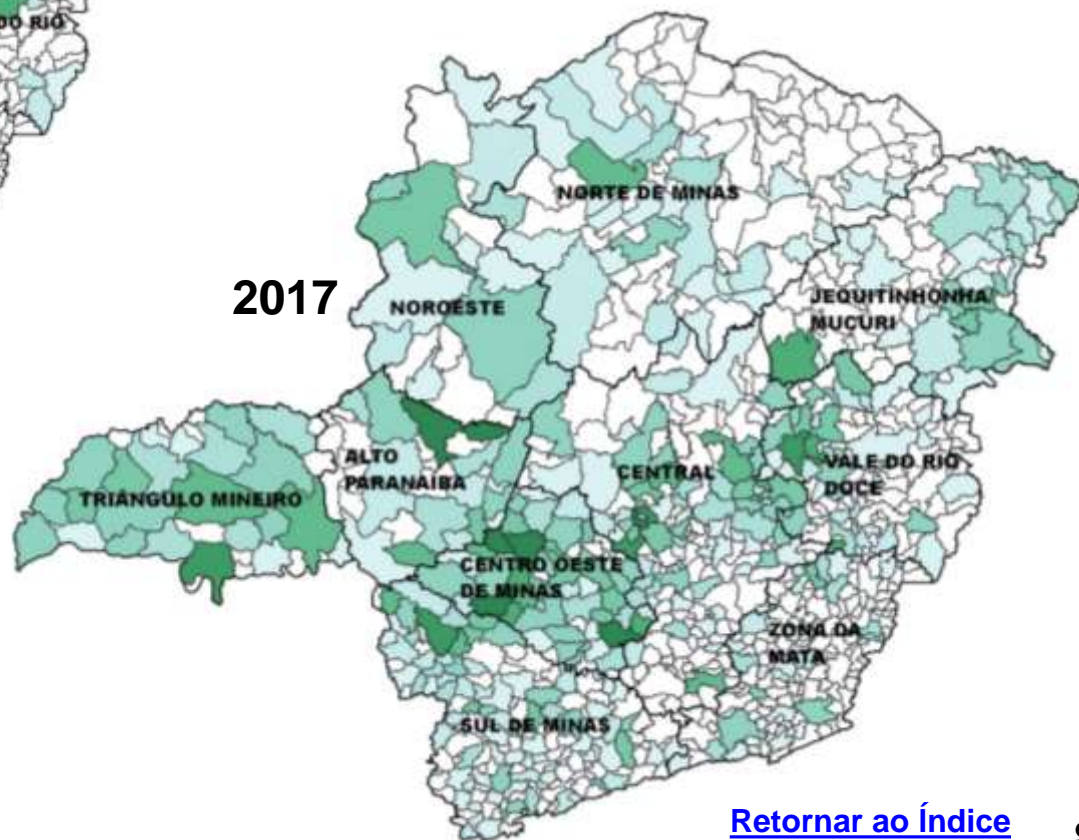 DO RIO
2017
NORTE DE MINAS
NOROESTE
JEQUITINHONHA
MUCURI
ALTO
PARANAÍBA
CENTRAL
VALE DO RIO
DOCE
TRIÂNGULO MINEIRO
CENTRO OESTE
DE MINAS
ZONA DA
MATA
SUL DE MINAS
Retornar ao Índice